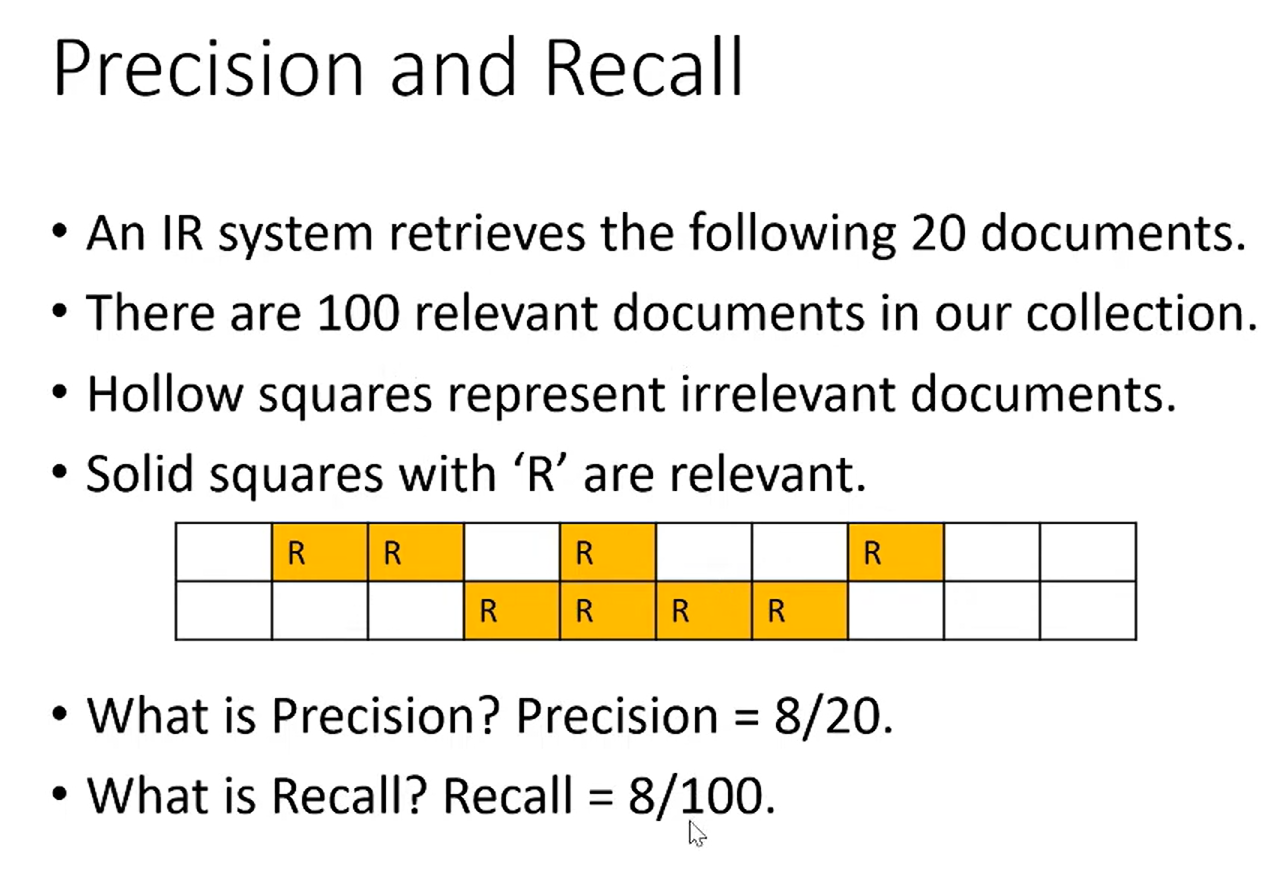 Precision and Recall
• An IR system retrieves the following 20 documents.
• There are 100 relevant documents in our collection.
• Hollow squares represent irrelevant documents.
• Solid squares with ‘R’ are relevant.
R R R R
R R R R
• What is Precision? Precision = 8/20.
• What is Recall? Recall = 8/100.